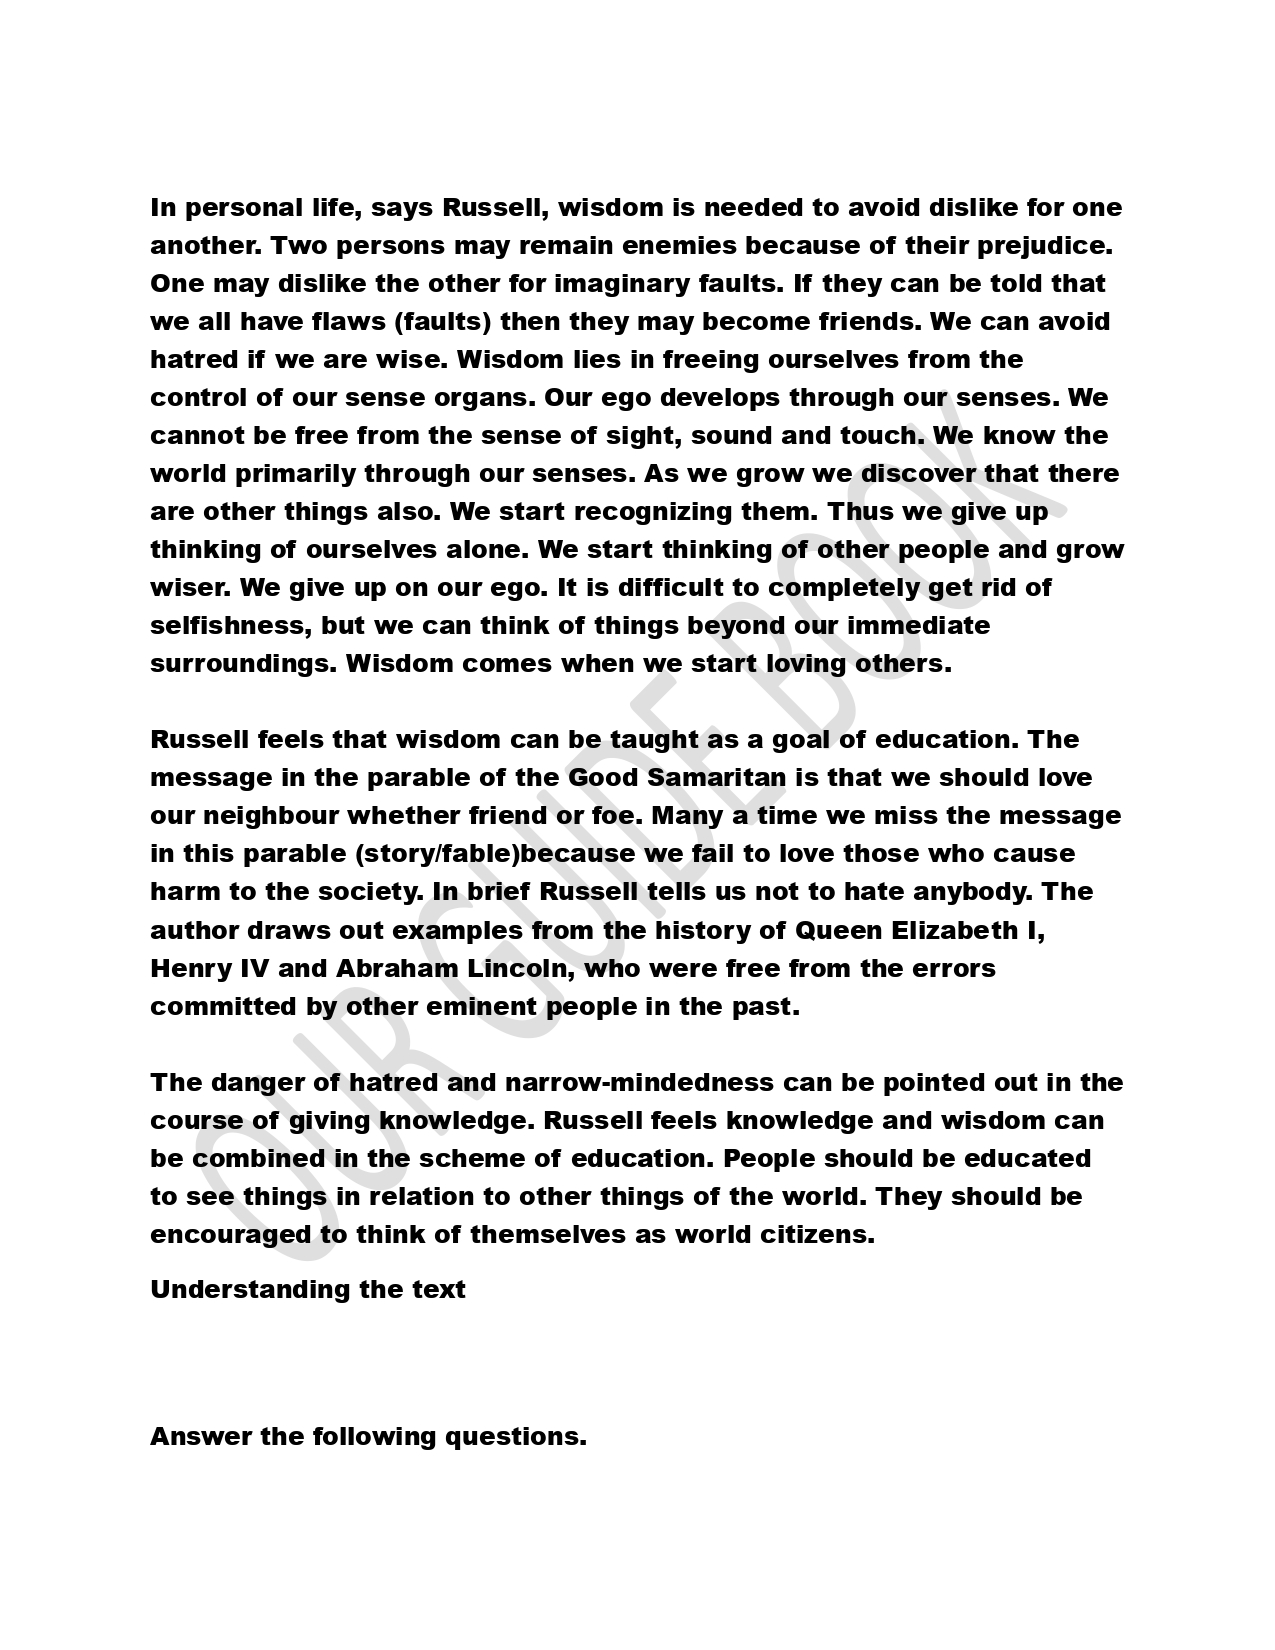 In personal life, says Russell, wisdom is needed to avoid dislike for one
another. Two persons may remain enemies because of their prejudice.
One may dislike the other for imaginary faults. If they can be told that
we all have flaws (faults) then they may become friends. We can avoid
hatred if we are wise. Wisdom lies in freeing ourselves from the
control of our sense organs. Our ego develops through our senses. We
cannot be free from the sense of sight, sound and touch. We know the
world primarily through our senses. As we grow we discover that there
are other things also. We start recognizing them. Thus we give up
thinking of ourselves alone. We start thinking of other people and grow
wiser. We give up on our ego. It is difficult to completely get rid of
selfishness, but we can think of things beyond our immediate
surroundings. Wisdom comes when we start loving others.
Russell feels that wisdom can be taught as a goal of education. The
message in the parable of the Good Samaritan is that we should love
our neighbour whether friend or foe. Many a time we miss the message
in this parable (story/fable)because we fail to love those who cause
harm to the society. In brief Russell tells us not to hate anybody. The
author draws out examples from the history of Queen Elizabeth I,
Henry IV and Abraham Lincoln, who were free from the errors
committed by other eminent people in the past.
The danger of hatred and narrow-mindedness can be pointed out in the
course of giving knowledge. Russell feels knowledge and wisdom can
be combined in the scheme of education. People should be educated
to see things in relation to other things of the world. They should be
encouraged to think of themselves as world citizens.
Understanding the text
Answer the following questions.
OUR GUIDE BOOK